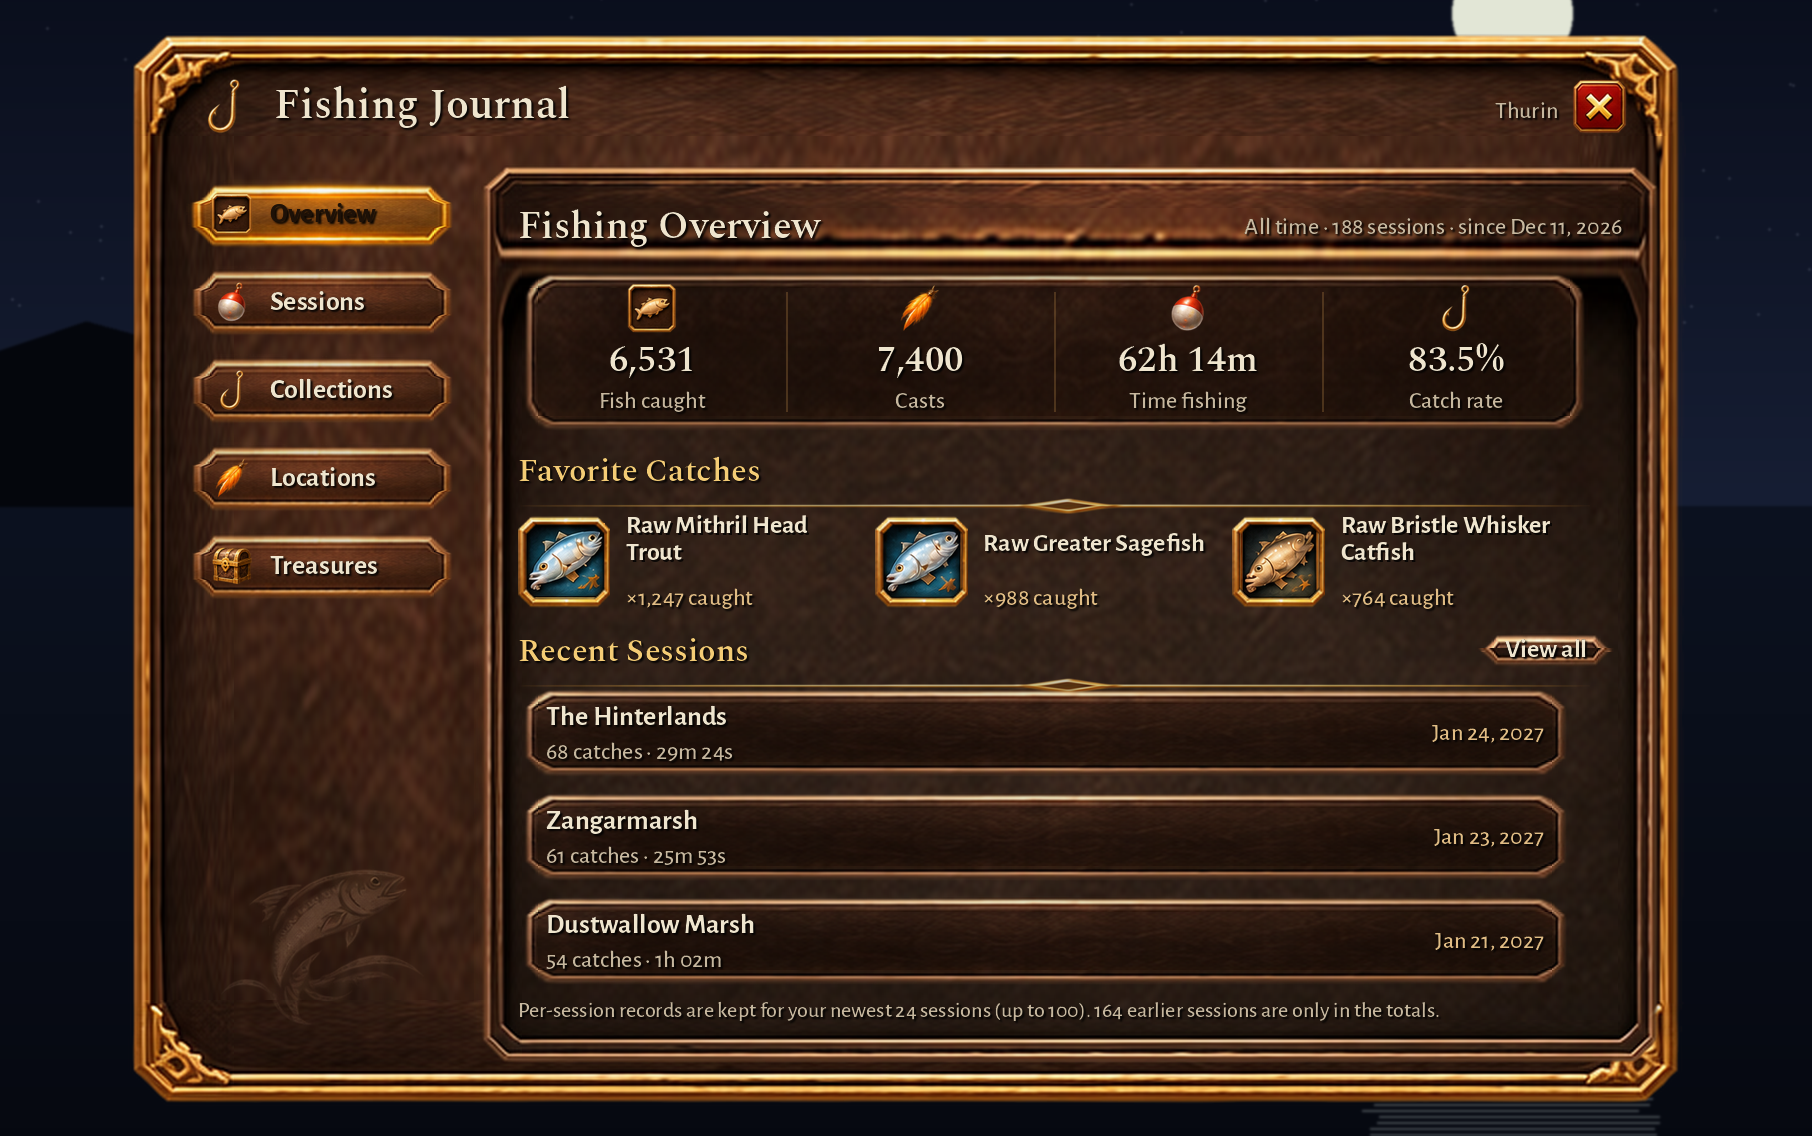 Fishing Journal
Thurin
Overview
Sessions
Collections
Locations
Treasures
Fishing Overview
All time · 188 sessions · since Dec 11, 2026
6,531
Fish caught
7,400
Casts
62h 14m
Time fishing
83.5%
Catch rate
Favorite Catches
Raw Mithril Head
Trout
×1,247 caught
Raw Greater Sagefish
×988 caught
Raw Bristle Whisker
Catfish
×764 caught
Recent Sessions
View all
The Hinterlands
68 catches · 29m 24s
Jan 24, 2027
Zangarmarsh
61 catches · 25m 53s
Jan 23, 2027
Dustwallow Marsh
54 catches · 1h 02m
Jan 21, 2027
Per-session records are kept for your newest 24 sessions (up to 100). 164 earlier sessions are only in the totals.